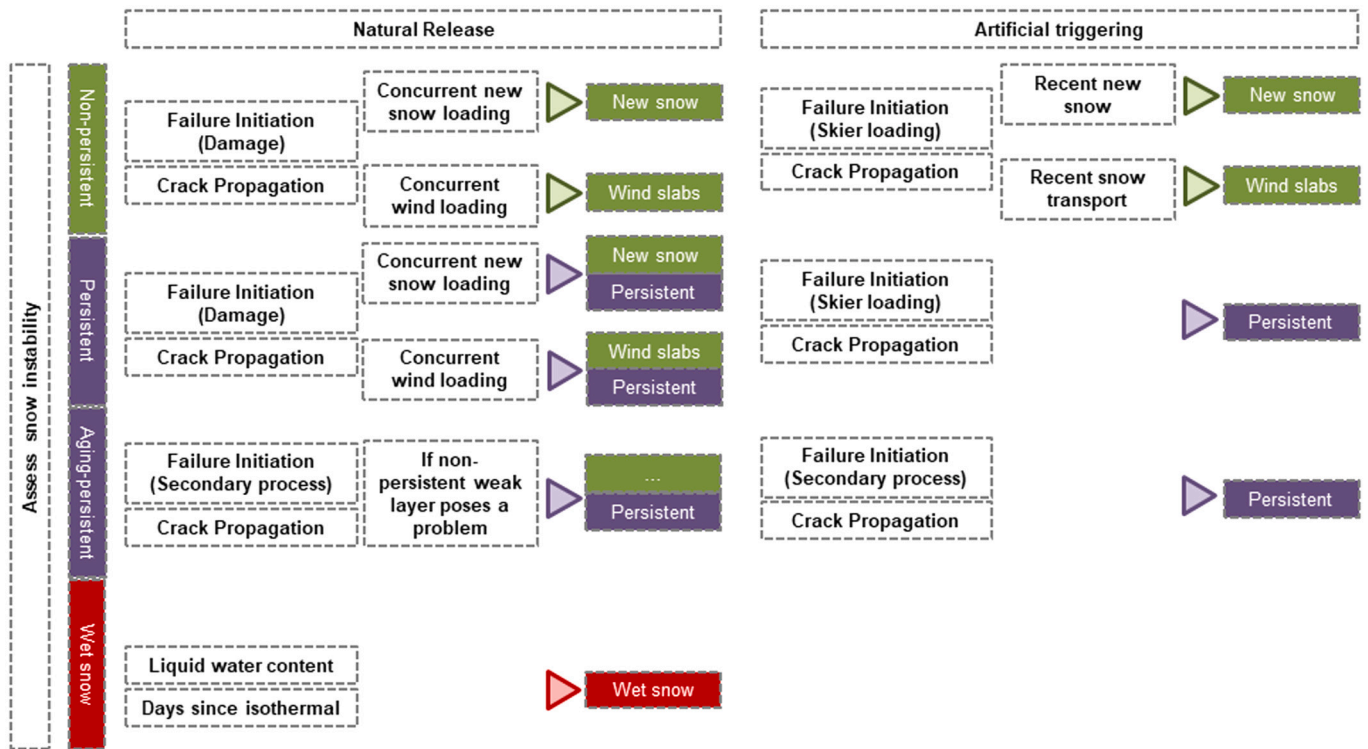 Natural Release
Artificial triggering
Assess snow instability
Non-persistent
Failure Initiation
(Damage)
Crack Propagation
Concurrent new
snow loading
New snow
Concurrent
wind loading
Wind slabs
Failure Initiation
(Skier loading)
Crack Propagation
Recent new
snow
New snow
Recent snow
transport
Wind slabs
Persistent
Failure Initiation
(Damage)
Crack Propagation
Concurrent new
snow loading
New snow
Persistent
Concurrent
wind loading
Wind slabs
Persistent
Failure Initiation
(Skier loading)
Crack Propagation
Persistent
Aging-persistent
Failure Initiation
(Secondary process)
Crack Propagation
If non-
persistent weak
layer poses a
problem
...
Persistent
Failure Initiation
(Secondary process)
Crack Propagation
Persistent
Wet snow
Liquid water content
Days since isothermal
Wet snow